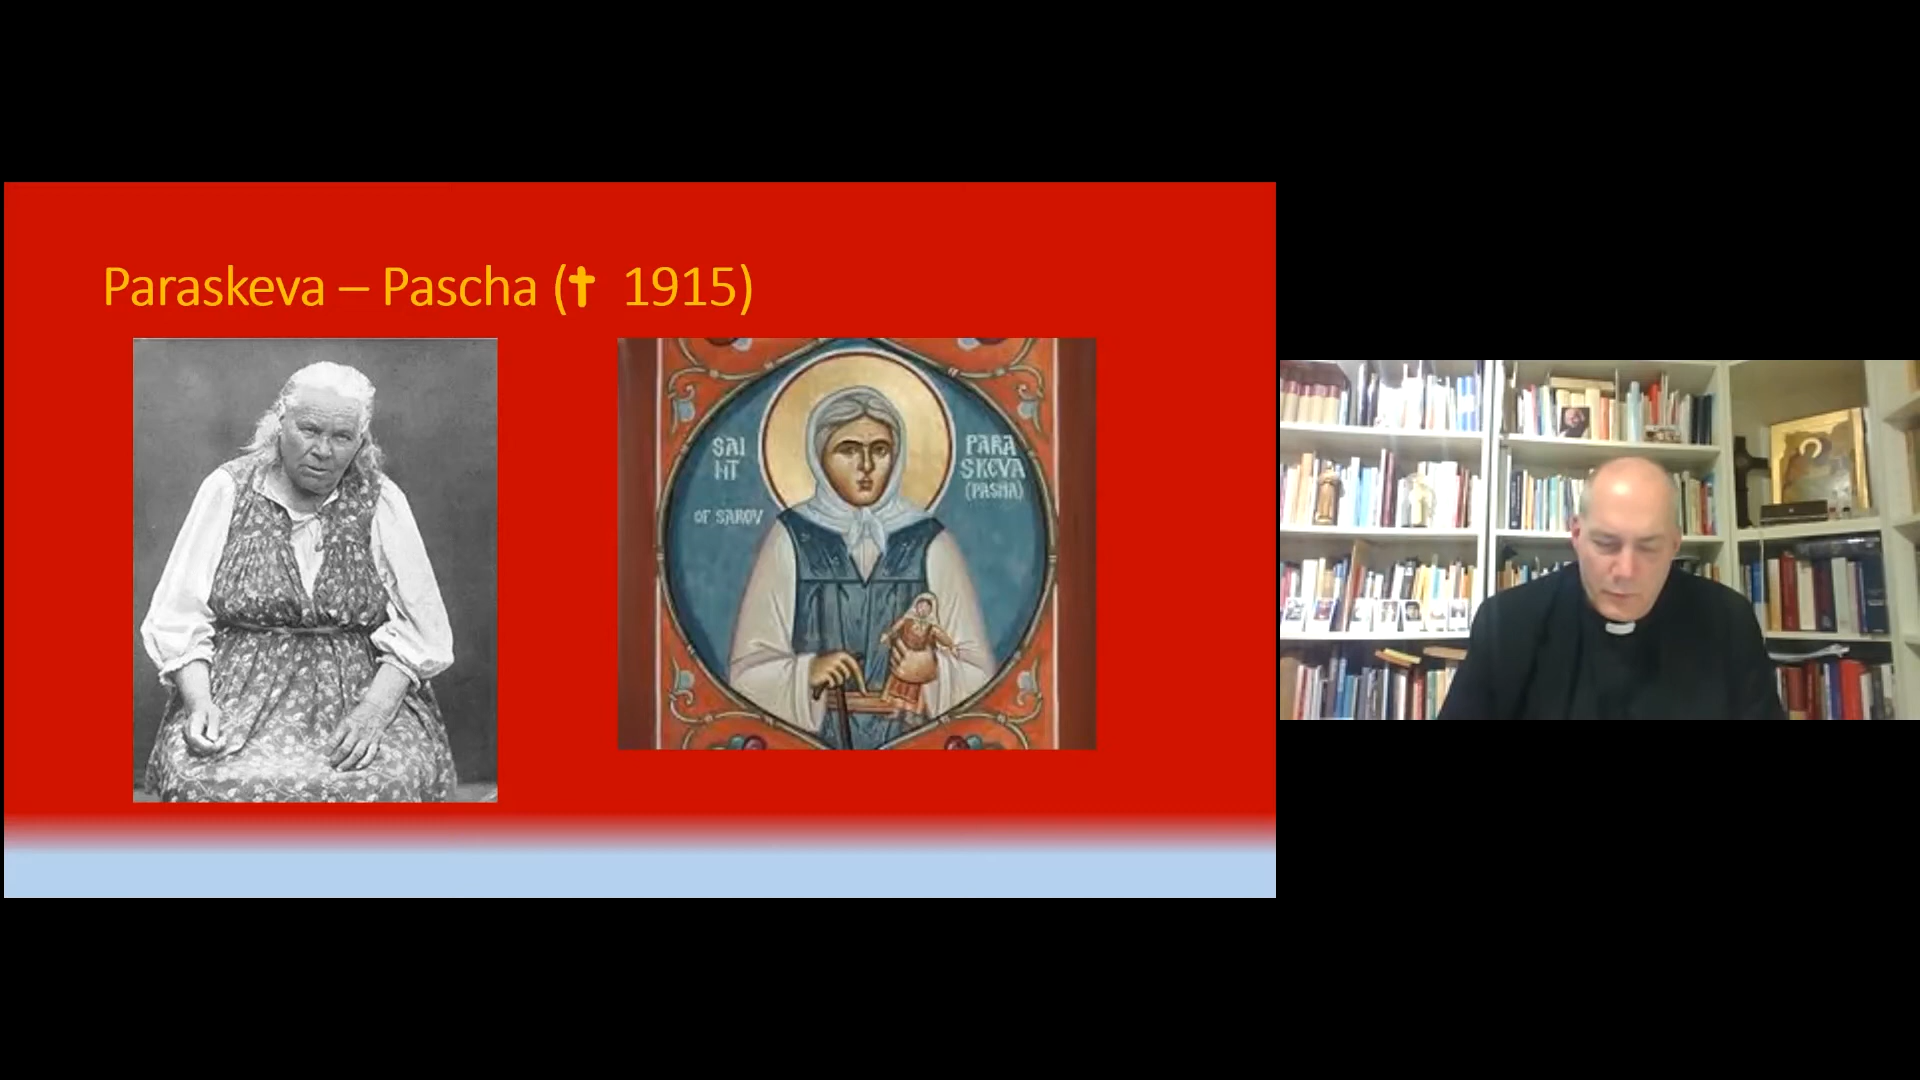 Paraskeva – Pascha (✝ 1915)
SAI
NT
OF SAROV
PARA
SKEVA
(PASHA)